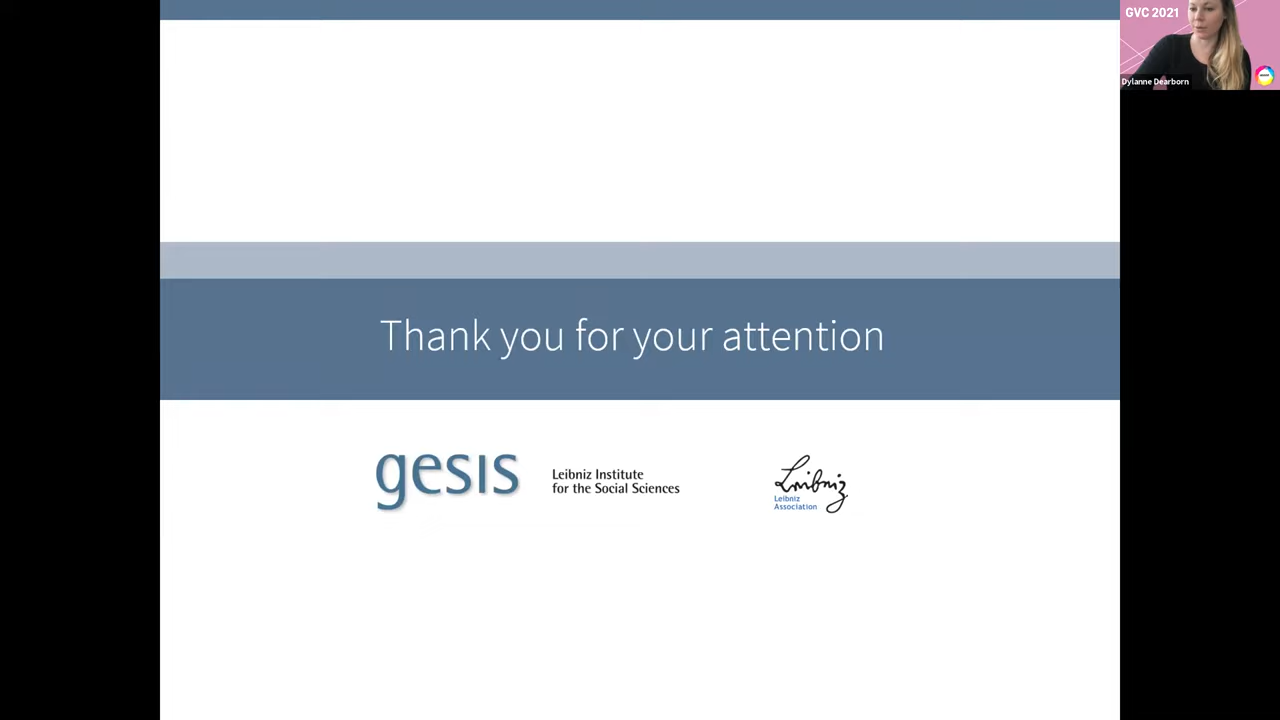 GVC 2021
Dylanne Dearborn
Thank you for your attention
gesis
Leibniz Institute
for the Social Sciences
Leibniz
Leibniz
Association